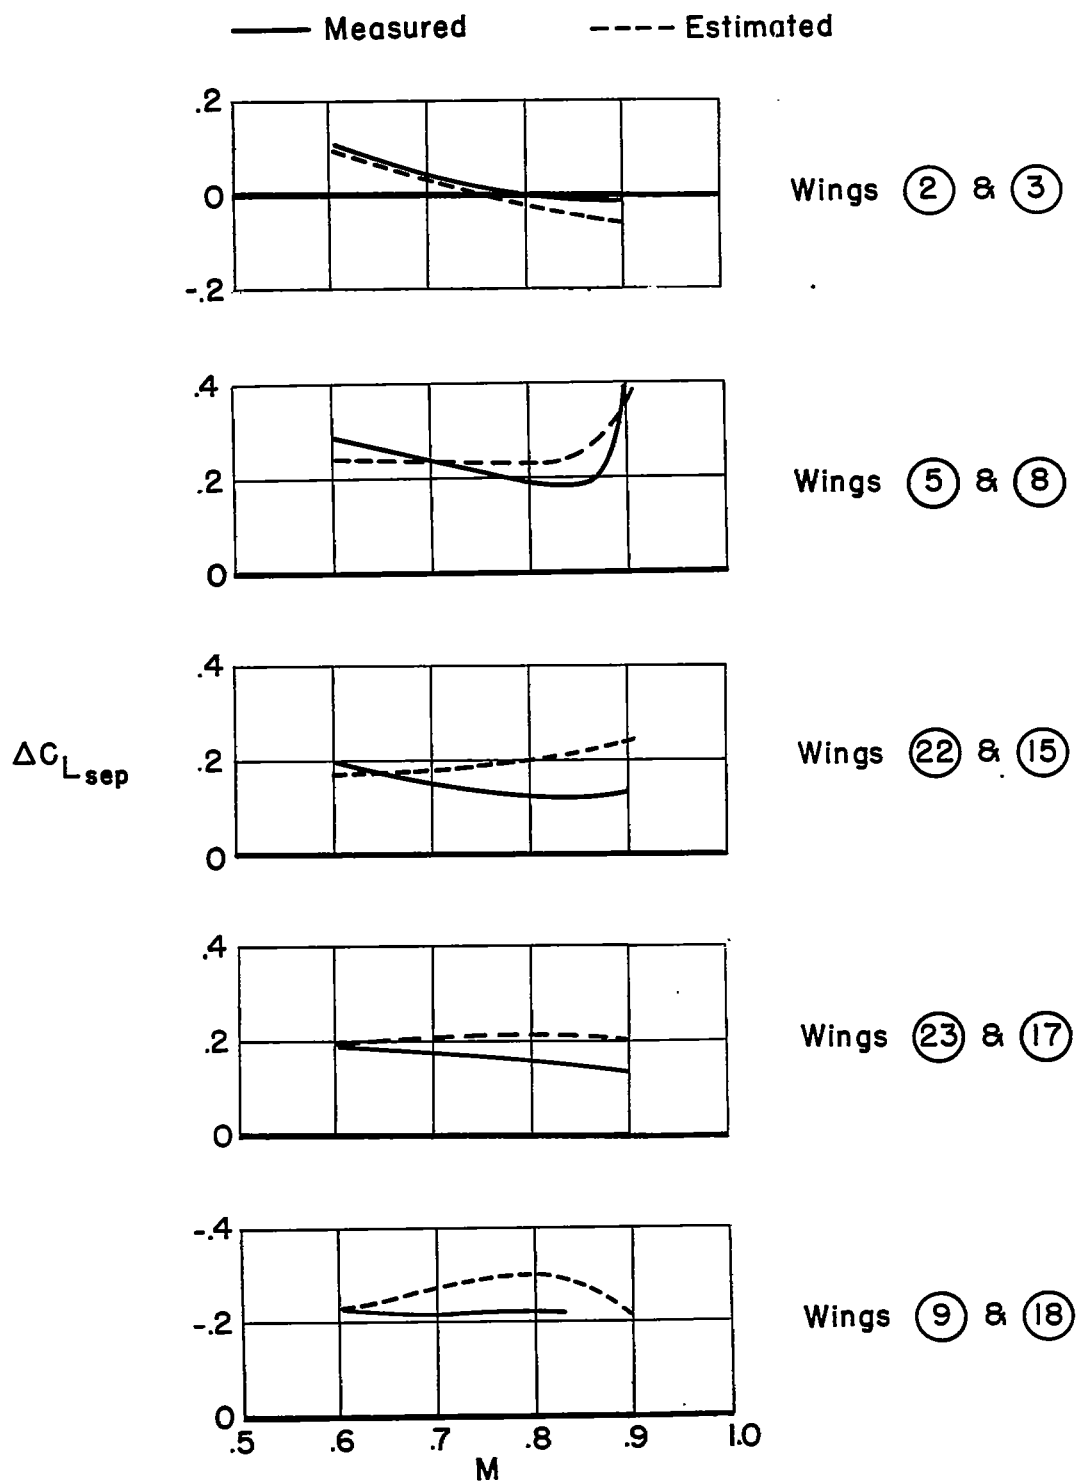 Measured Estimated
.2
0
-.2
Wings 2 & 3
.4
.2
0
Wings 5 & 8
.4
.2
0
Wings 22 & 15
ΔC_L_sep
.4
.2
0
Wings 23 & 17
-.4
-.2
0
Wings 9 & 18
.5 .6 .7 .8 .9 1.0
M